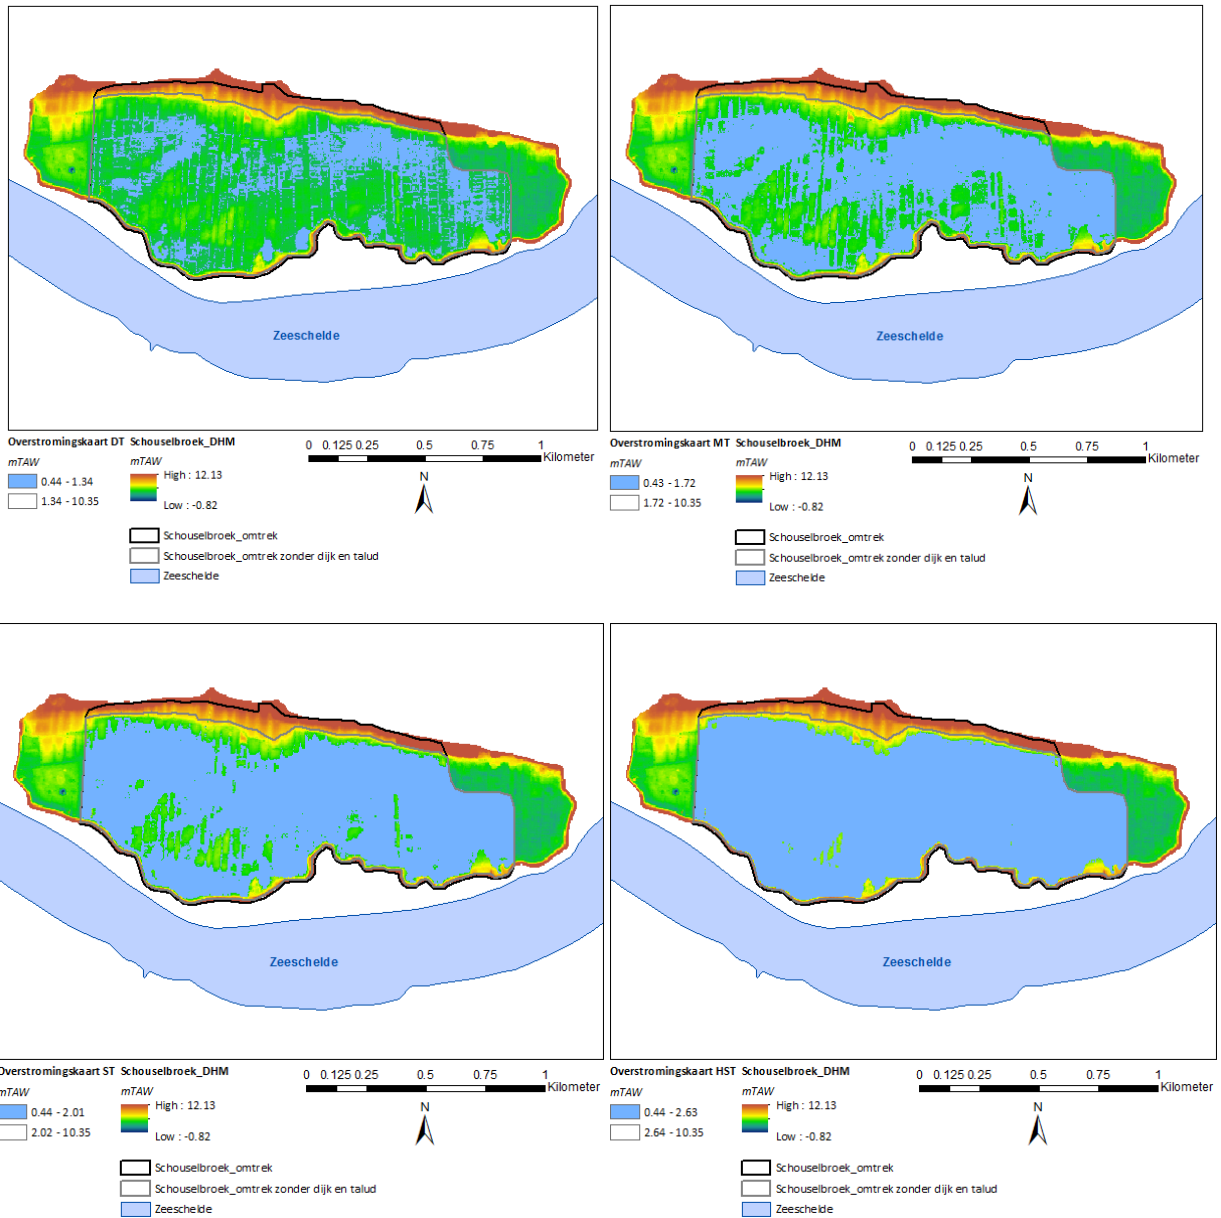 Zeeschelde
Overstromingskaart DT Schouselbroek_DHM
mTAW mTAW
0.44 - 1.34
1.34 - 10.35
High : 12.13
Low : -0.82
Schouselbroek_omtrek
Schouselbroek_omtrek zonder dijk en talud
Zeeschelde
0 0.125 0.25 0.5 0.75 1
Kilometer
N
Zeeschelde
Overstromingskaart MT Schouselbroek_DHM
mTAW mTAW
0.43 - 1.72
1.72 - 10.35
High : 12.13
Low : -0.82
Schouselbroek_omtrek
Schouselbroek_omtrek zonder dijk en talud
Zeeschelde
0 0.125 0.25 0.5 0.75 1
Kilometer
N
Zeeschelde
Overstromingskaart ST Schouselbroek_DHM
mTAW mTAW
0.44 - 2.01
2.02 - 10.35
High : 12.13
Low : -0.82
Schouselbroek_omtrek
Schouselbroek_omtrek zonder dijk en talud
Zeeschelde
0 0.125 0.25 0.5 0.75 1
Kilometer
N
Zeeschelde
Overstromingskaart HST Schouselbroek_DHM
mTAW mTAW
0.44 - 2.63
2.64 - 10.35
High : 12.13
Low : -0.82
Schouselbroek_omtrek
Schouselbroek_omtrek zonder dijk en talud
Zeeschelde
0 0.125 0.25 0.5 0.75 1
Kilometer
N